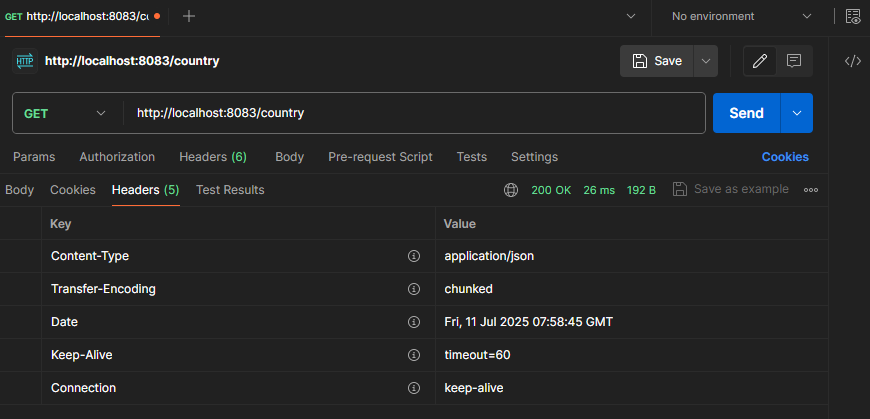 GET http://localhost:8083/cou
No environment
HTTP http://localhost:8083/country
Save
GET http://localhost:8083/country Send
Params Authorization Headers (6) Body Pre-request Script Tests Settings Cookies
Body Cookies Headers (5) Test Results 200 OK 26 ms 192 B Save as example
Key Value
Content-Type application/json
Transfer-Encoding chunked
Date Fri, 11 Jul 2025 07:58:45 GMT
Keep-Alive timeout=60
Connection keep-alive